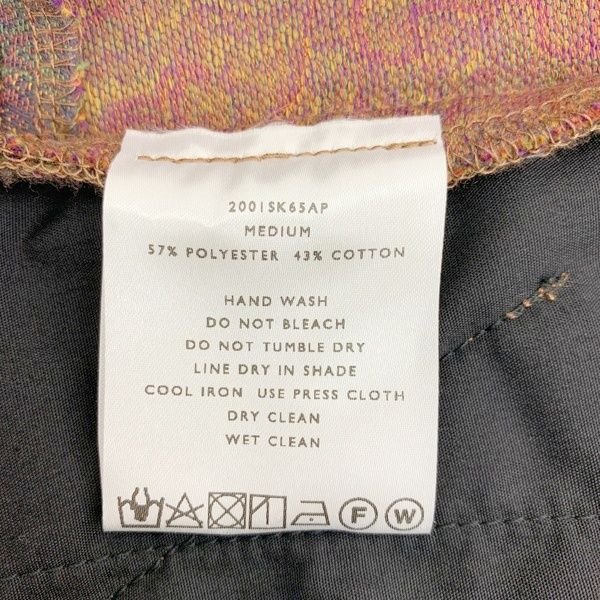 2001SK65AP
MEDIUM
57% POLYESTER 43% COTTON
HAND WASH
DO NOT BLEACH
DO NOT TUMBLE DRY
LINE DRY IN SHADE
COOL IRON USE PRESS CLOTH
DRY CLEAN
WET CLEAN
F W